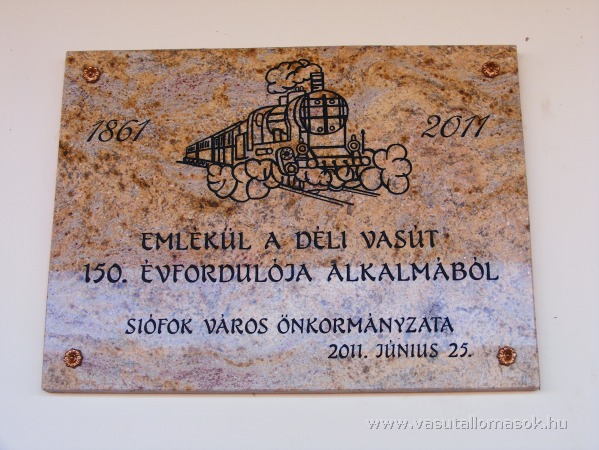 1861 2011
EMLÉKÜL A DÉLI VASÚT
150. ÉVFORDULÓJA ALKALMÁBÓL
SIÓFOK VÁROS ÖNKORMÁNYZATA
2011. JÚNIUS 25.
www.vasutallomasok.hu